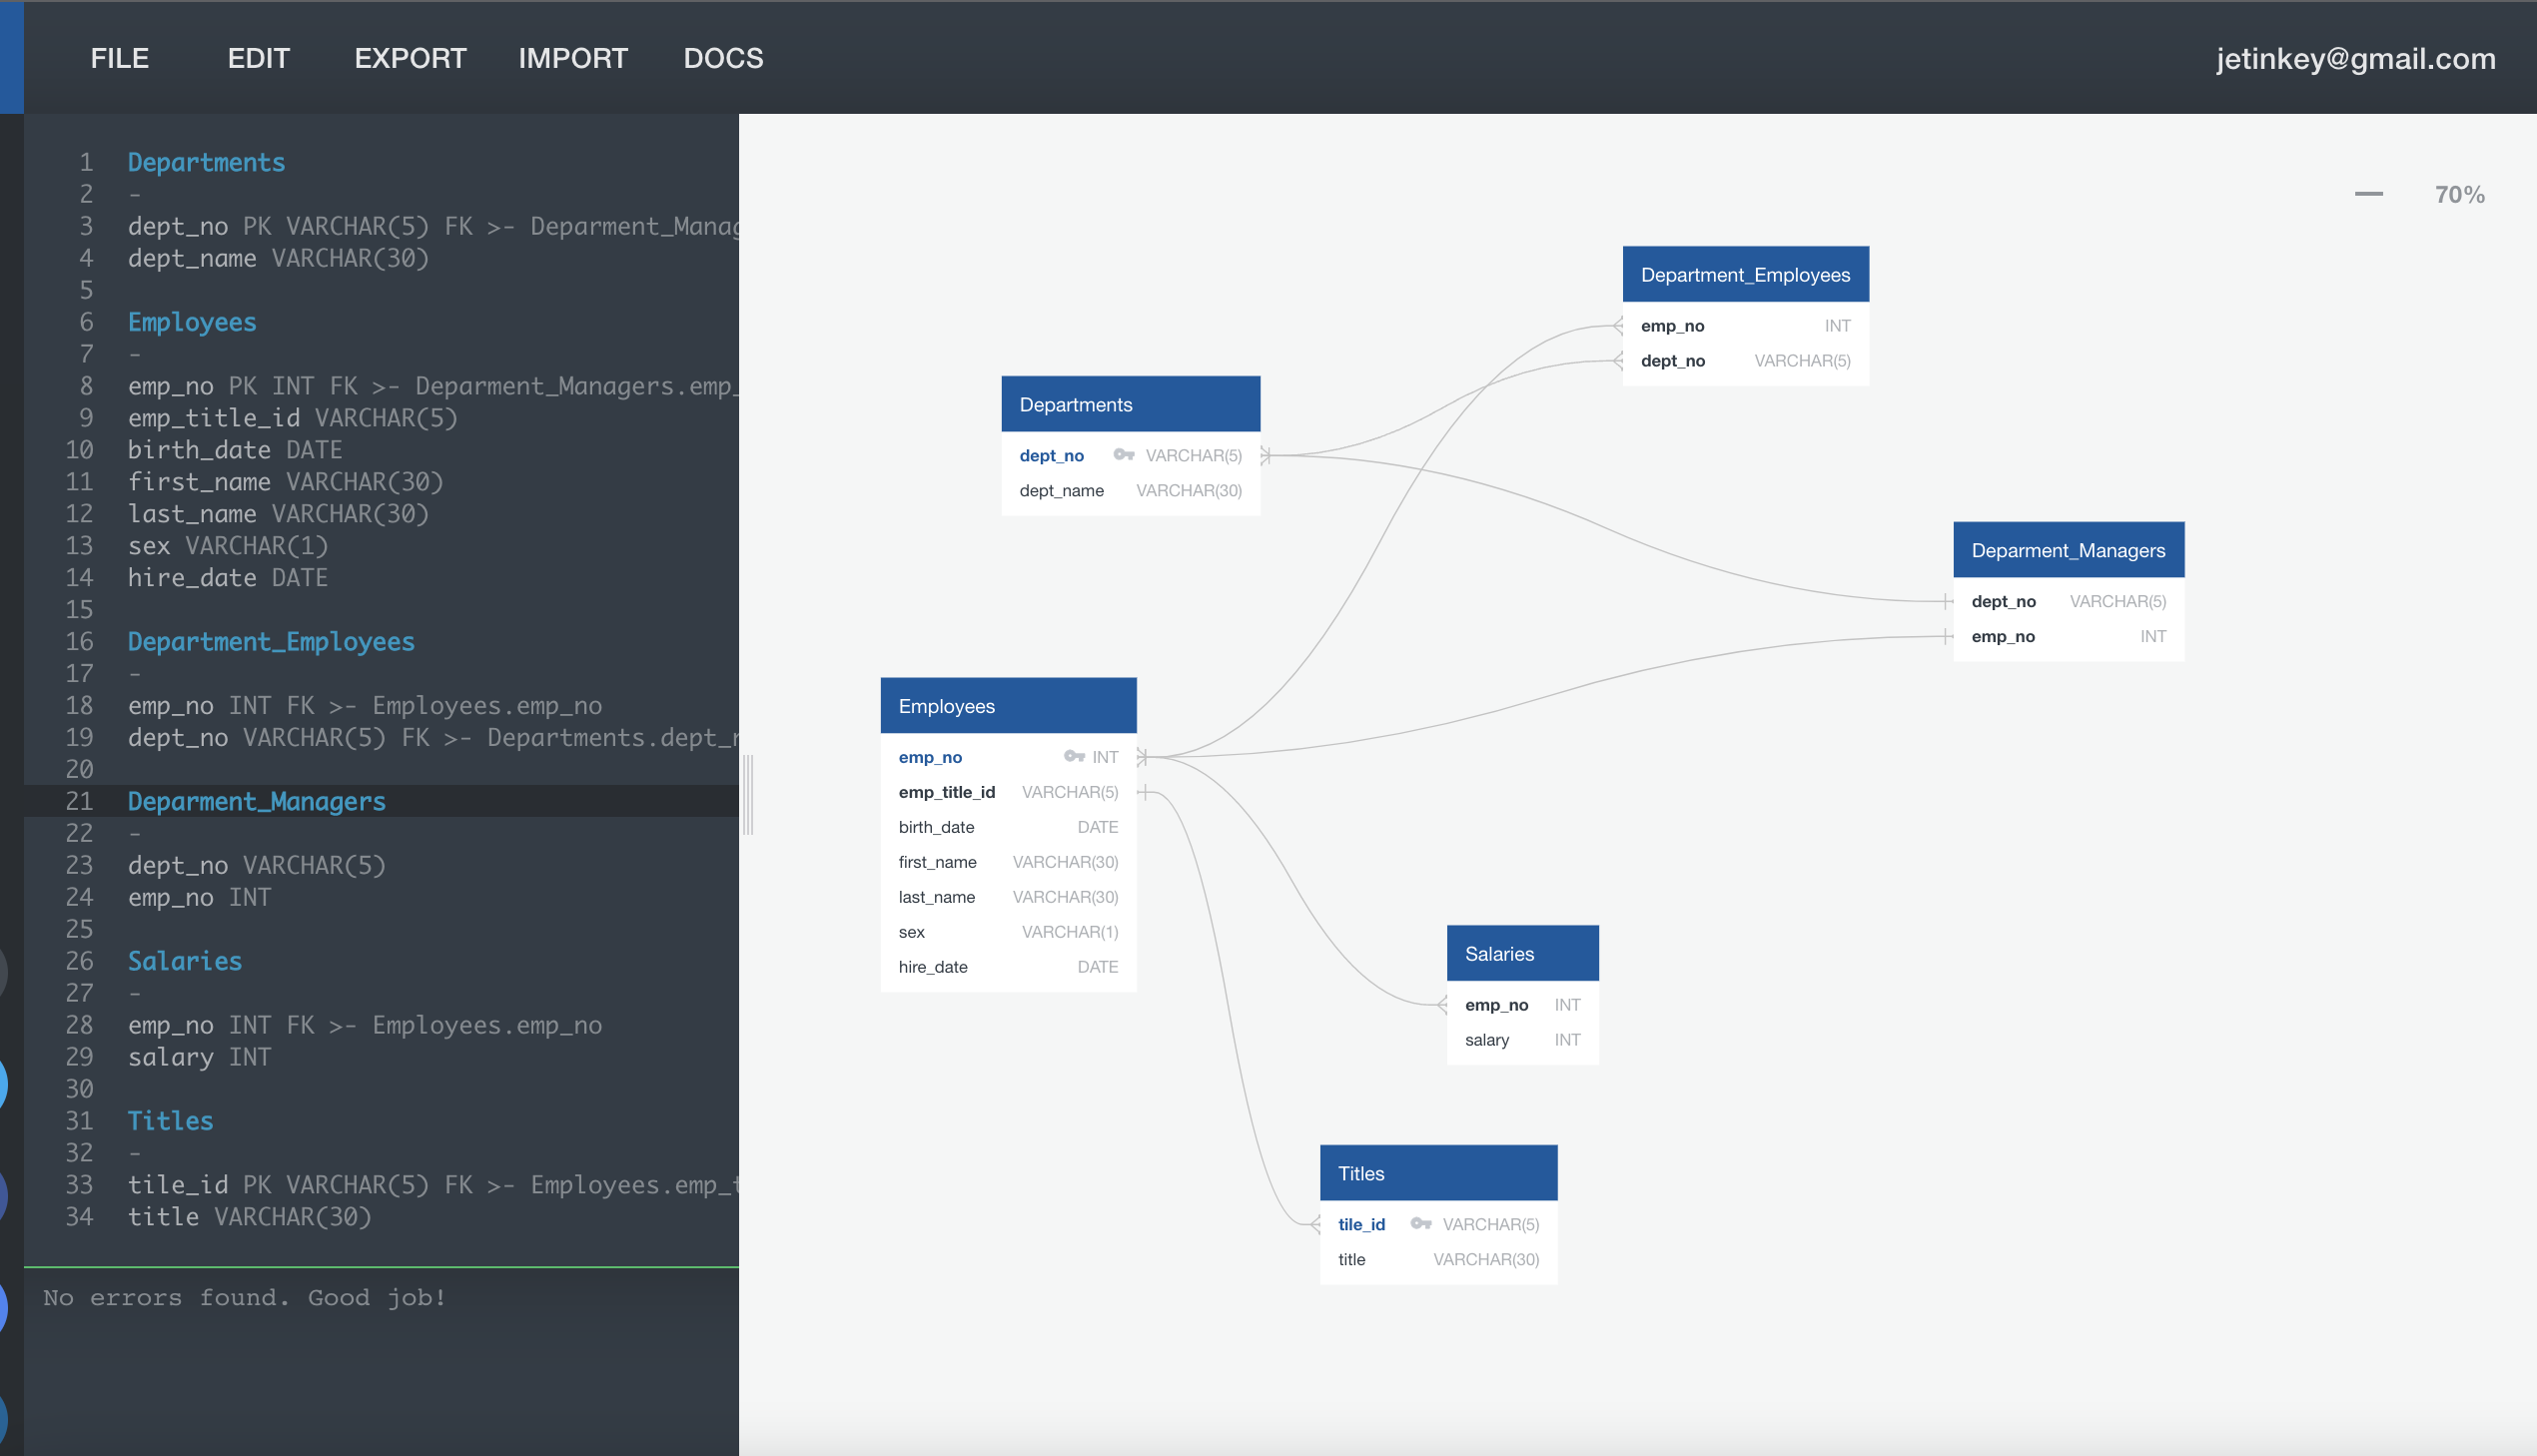 FILE EDIT EXPORT IMPORT DOCS jetinkey@gmail.com
1 Departments
2 -
3 dept_no PK VARCHAR(5) FK >- Deparment_Manag
4 dept_name VARCHAR(30)
5
6 Employees
7 -
8 emp_no PK INT FK >- Deparment_Managers.emp_
9 emp_title_id VARCHAR(5)
10 birth_date DATE
11 first_name VARCHAR(30)
12 last_name VARCHAR(30)
13 sex VARCHAR(1)
14 hire_date DATE
15
16 Department_Employees
17 -
18 emp_no INT FK >- Employees.emp_no
19 dept_no VARCHAR(5) FK >- Departments.dept_n
20
21 Deparment_Managers
22 -
23 dept_no VARCHAR(5)
24 emp_no INT
25
26 Salaries
27 -
28 emp_no INT FK >- Employees.emp_no
29 salary INT
30
31 Titles
32 -
33 tile_id PK VARCHAR(5) FK >- Employees.emp_t
34 title VARCHAR(30)
No errors found. Good job!
70%
Department_Employees
emp_no INT
dept_no VARCHAR(5)
Departments
dept_no VARCHAR(5)
dept_name VARCHAR(30)
Deparment_Managers
dept_no VARCHAR(5)
emp_no INT
Employees
emp_no INT
emp_title_id VARCHAR(5)
birth_date DATE
first_name VARCHAR(30)
last_name VARCHAR(30)
sex VARCHAR(1)
hire_date DATE
Salaries
emp_no INT
salary INT
Titles
tile_id VARCHAR(5)
title VARCHAR(30)